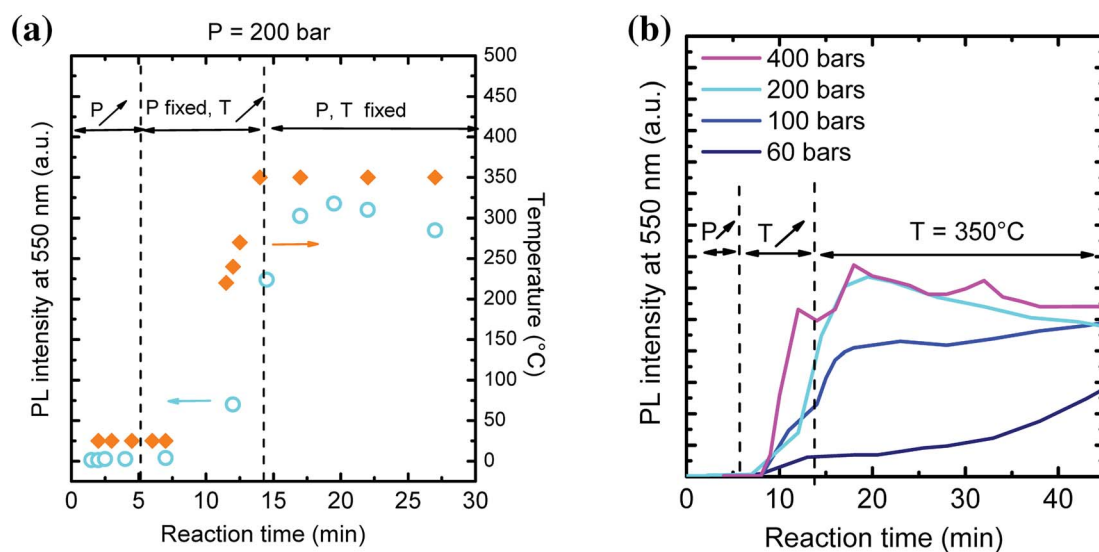 (a)
P = 200 bar
P
P fixed, T
P, T fixed
PL intensity at 550 nm (a.u.)
500
450
400
350
300
250
200
150
100
50
0
Temperature (°C)
0 5 10 15 20 25 30
Reaction time (min)
(b)
400 bars
200 bars
100 bars
60 bars
P
T
T = 350°C
PL intensity at 550 nm (a.u.)
0 10 20 30 40
Reaction time (min)